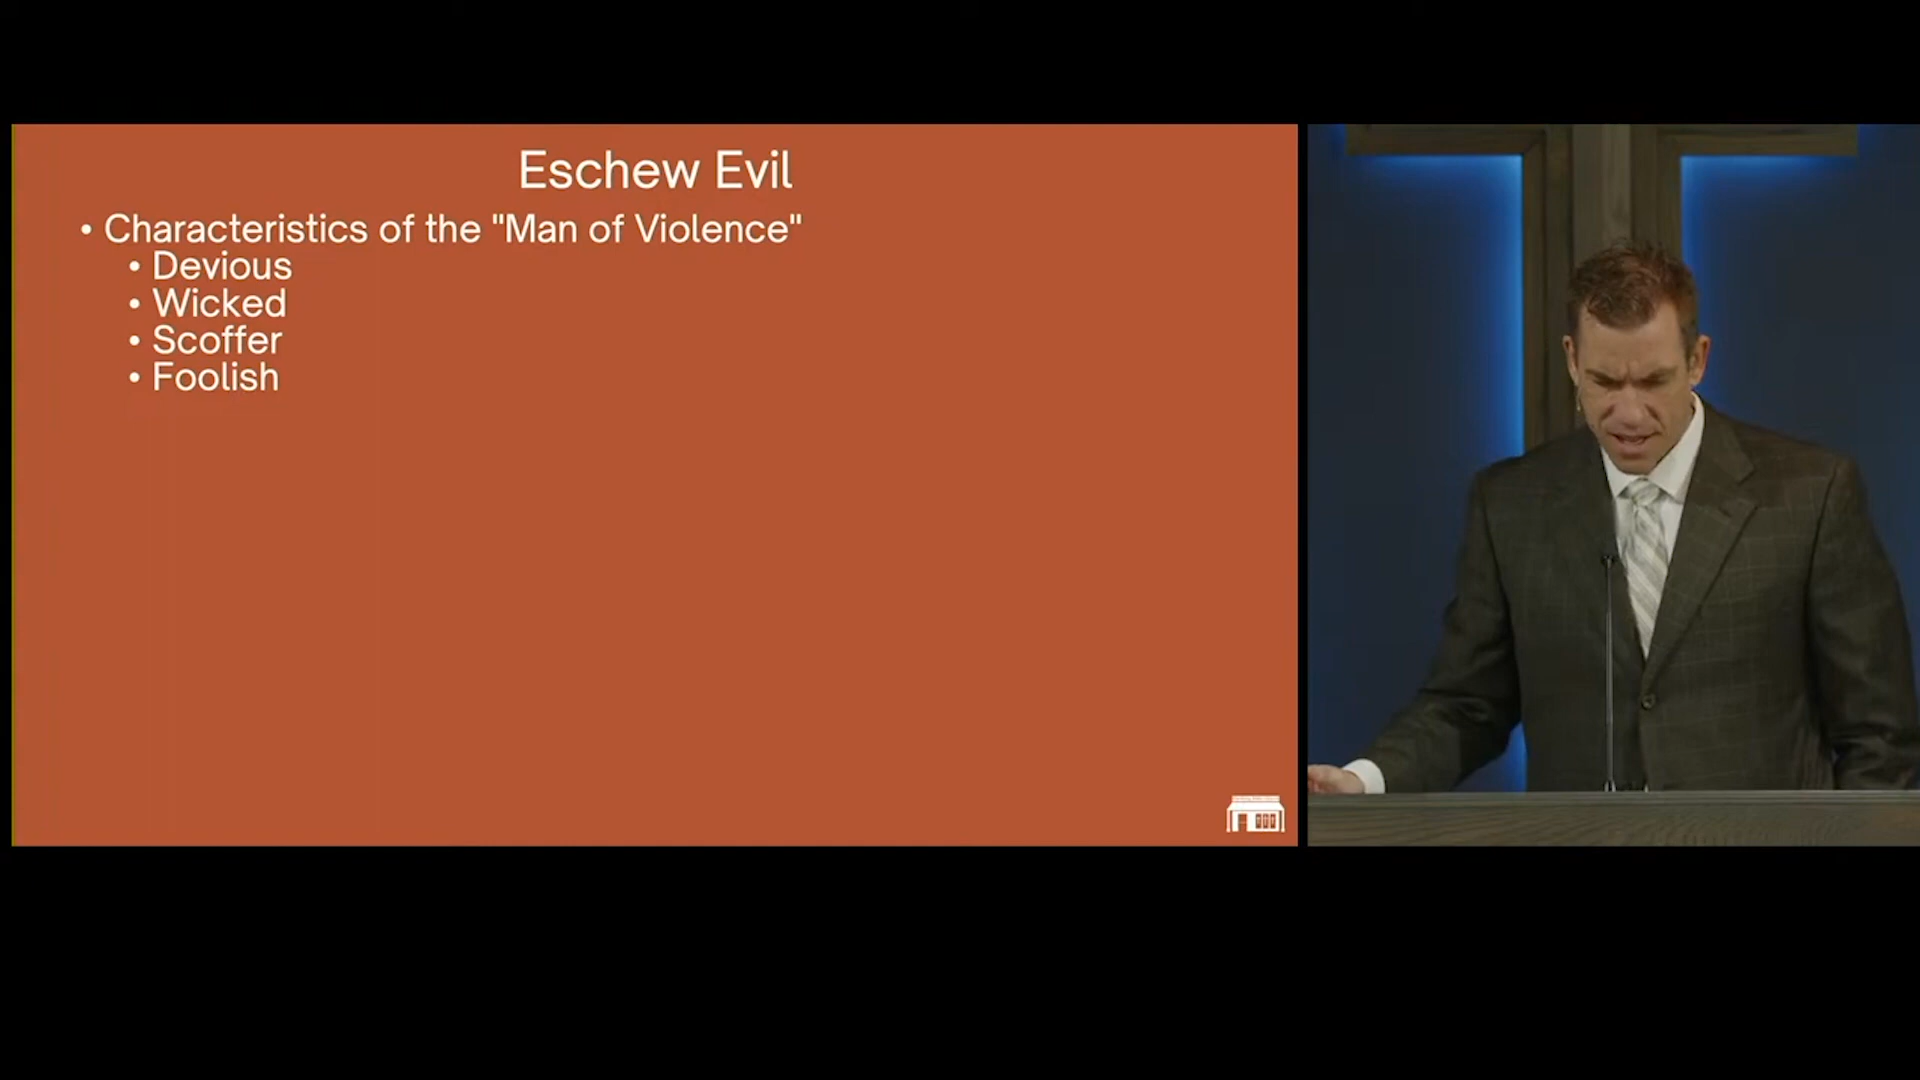 Eschew Evil
• Characteristics of the "Man of Violence"
• Devious
• Wicked
• Scoffer
• Foolish